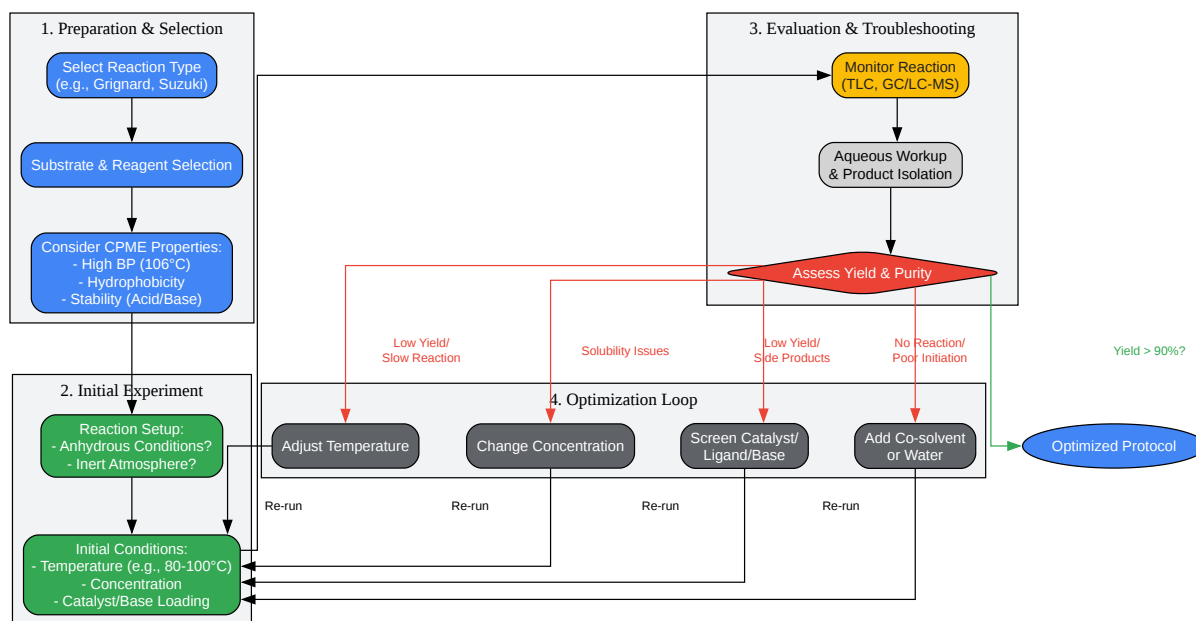 1. Preparation & Selection
Select Reaction Type
(e.g., Grignard, Suzuki)
Substrate & Reagent Selection
Consider CPME Properties:
- High BP (106°C)
- Hydrophobicity
- Stability (Acid/Base)
2. Initial Experiment
Reaction Setup:
- Anhydrous Conditions?
- Inert Atmosphere?
Initial Conditions:
- Temperature (e.g., 80-100°C)
- Concentration
- Catalyst/Base Loading
3. Evaluation & Troubleshooting
Monitor Reaction
(TLC, GC/LC-MS)
Aqueous Workup
& Product Isolation
Assess Yield & Purity
Low Yield/
Slow Reaction
Solubility Issues
Low Yield/
Side Products
No Reaction/
Poor Initiation
Yield > 90%?
4. Optimization Loop
Adjust Temperature
Change Concentration
Screen Catalyst/
Ligand/Base
Add Co-solvent
or Water
Optimized Protocol
Re-run
Re-run
Re-run
Re-run